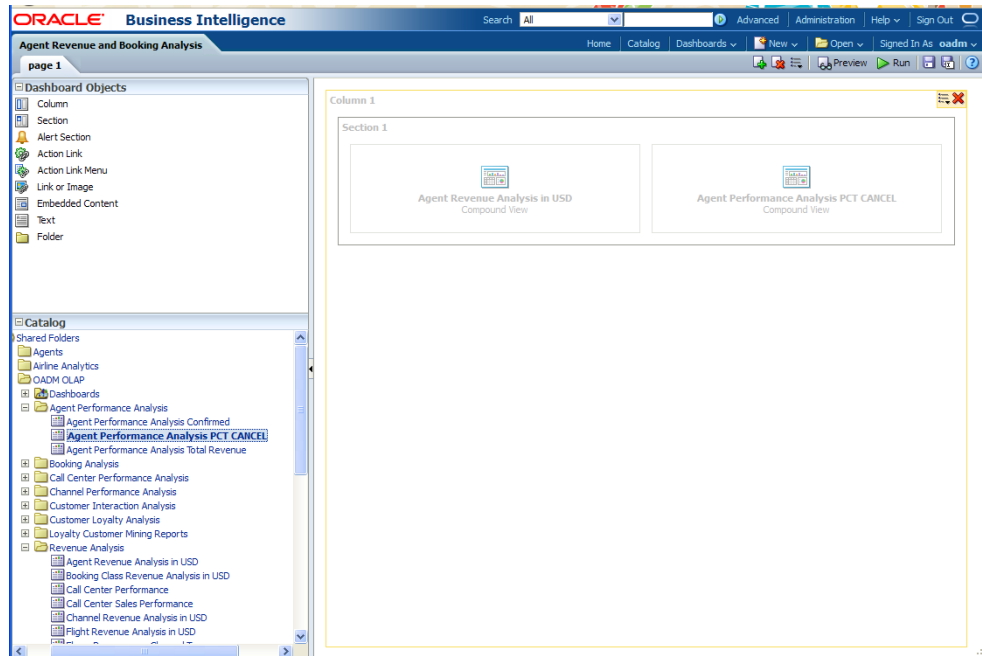 ORACLE Business Intelligence
Search All Advanced Administration Help Sign Out
Agent Revenue and Booking Analysis
Home Catalog Dashboards New Open Signed In As oadm
page 1
Preview Run
Dashboard Objects
Column
Section
Alert Section
Action Link
Action Link Menu
Link or Image
Embedded Content
Text
Folder
Catalog
Shared Folders
Agents
Airline Analytics
OADM OLAP
Dashboards
Agent Performance Analysis
Agent Performance Analysis Confirmed
Agent Performance Analysis PCT CANCEL
Agent Performance Analysis Total Revenue
Booking Analysis
Call Center Performance Analysis
Channel Performance Analysis
Customer Interaction Analysis
Customer Loyalty Analysis
Loyalty Customer Mining Reports
Revenue Analysis
Agent Revenue Analysis in USD
Booking Class Revenue Analysis in USD
Call Center Performance
Call Center Sales Performance
Channel Revenue Analysis in USD
Flight Revenue Analysis in USD
Column 1
Section 1
Agent Revenue Analysis in USD
Compound View
Agent Performance Analysis PCT CANCEL
Compound View